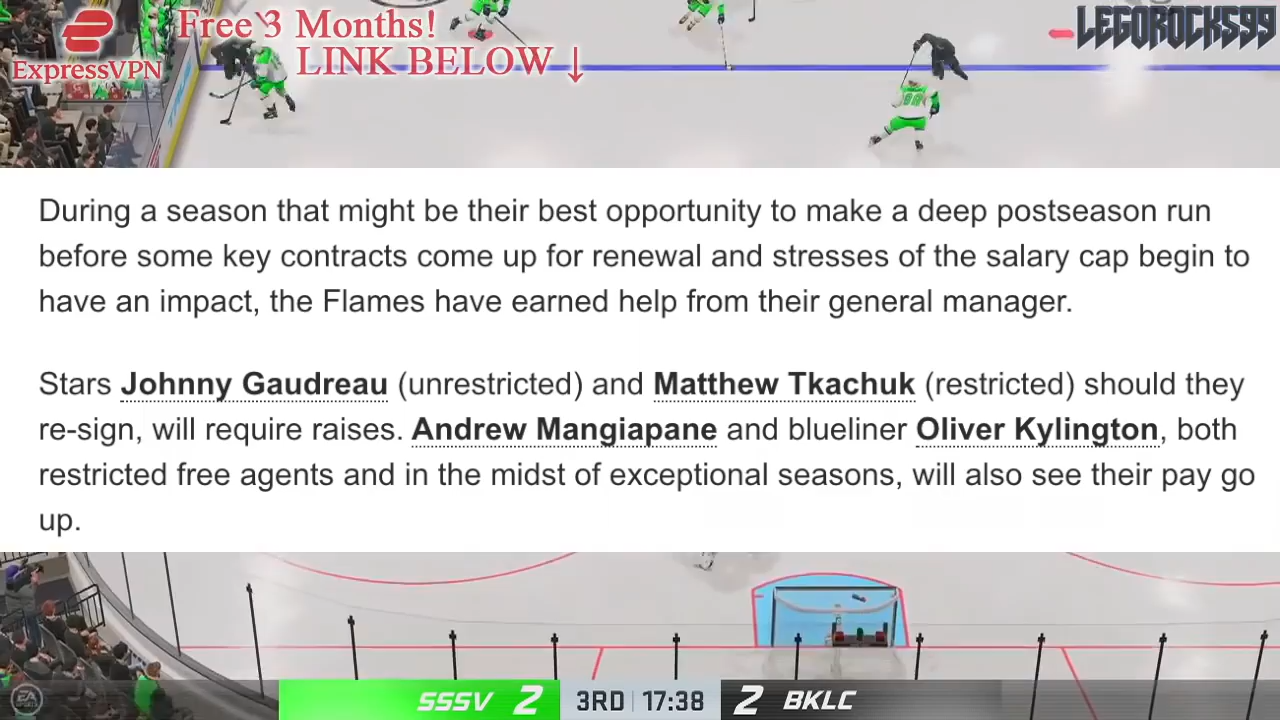 Free 3 Months!
LINK BELOW ↓
ExpressVPN
LEGOROCKS99
During a season that might be their best opportunity to make a deep postseason run
before some key contracts come up for renewal and stresses of the salary cap begin to
have an impact, the Flames have earned help from their general manager.
Stars Johnny Gaudreau (unrestricted) and Matthew Tkachuk (restricted) should they
re-sign, will require raises. Andrew Mangiapane and blueliner Oliver Kylington, both
restricted free agents and in the midst of exceptional seasons, will also see their pay go
up.
SSSV 2 3RD 17:38 2 BKLC